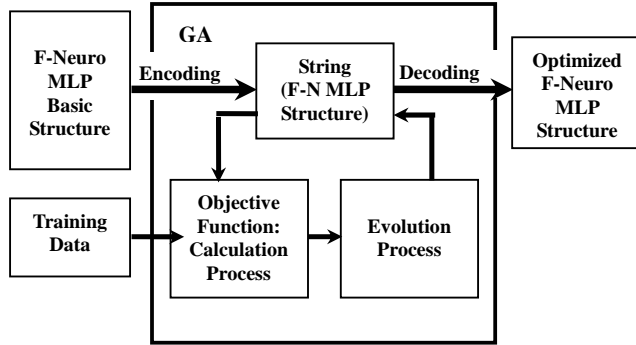 GA
F-Neuro
MLP
Basic
Structure
Encoding
String
(F-N MLP
Structure)
Decoding
Optimized
F-Neuro
MLP
Structure
Training
Data
Objective
Function:
Calculation
Process
Evolution
Process